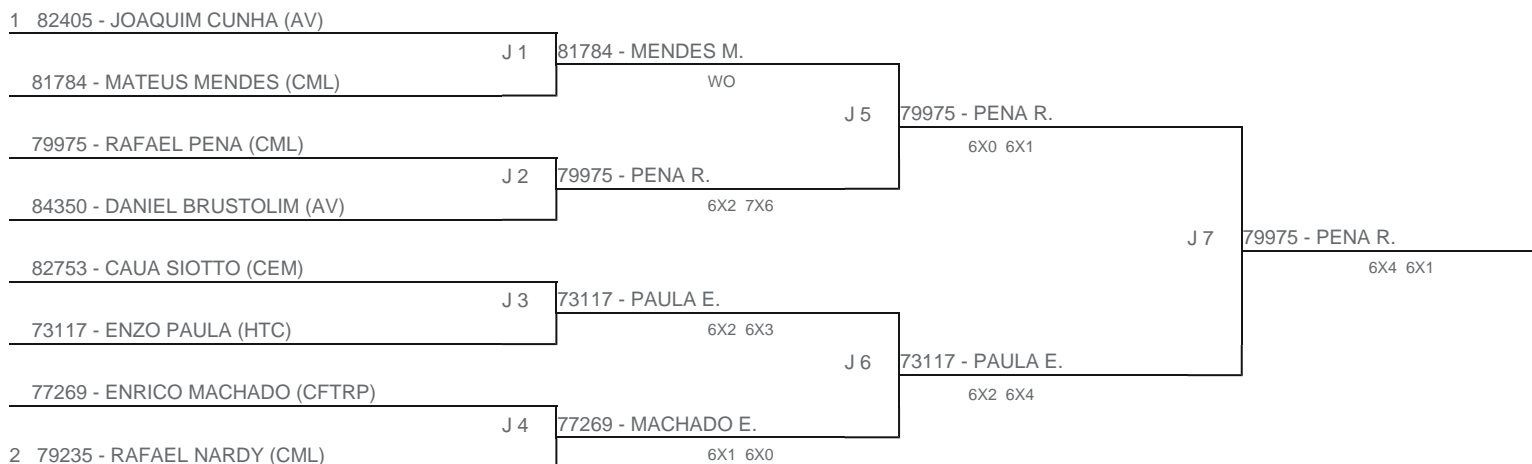 1 82405 - JOAQUIM CUNHA (AV)
J 1
81784 - MENDES M.
81784 - MATEUS MENDES (CML)
WO
J 5
79975 - PENA R.
79975 - RAFAEL PENA (CML)
6X0 6X1
J 2
79975 - PENA R.
84350 - DANIEL BRUSTOLIM (AV)
6X2 7X6
J 7
79975 - PENA R.
82753 - CAUA SIOTTO (CEM)
6X4 6X1
J 3
73117 - PAULA E.
73117 - ENZO PAULA (HTC)
6X2 6X3
J 6
73117 - PAULA E.
77269 - ENRICO MACHADO (CFTRP)
6X2 6X4
J 4
77269 - MACHADO E.
2 79235 - RAFAEL NARDY (CML)
6X1 6X0